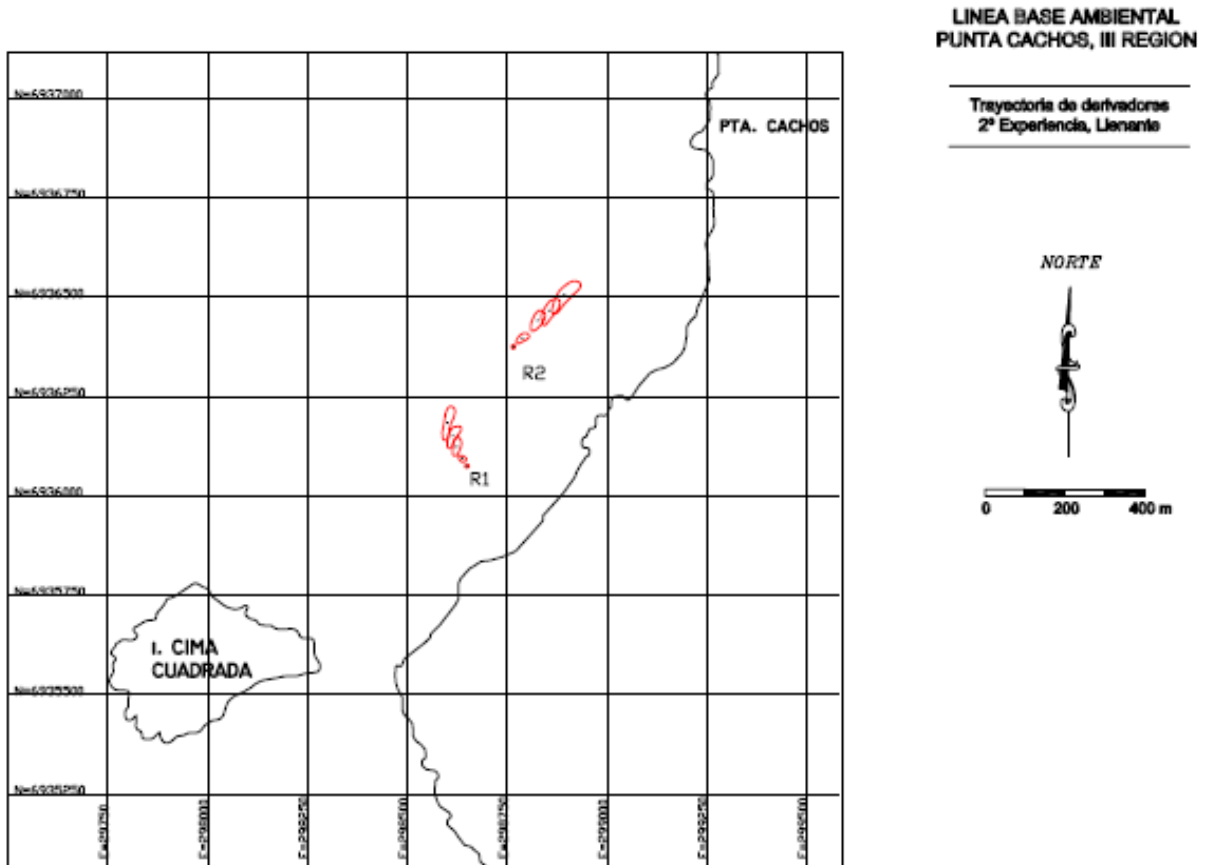 LINEA BASE AMBIENTAL
PUNTA CACHOS, III REGION
Trayectoria de derivadores
2ª Experiencia, Llenante
N=6937000
PTA. CACHOS
N=6936750
NORTE
N=6936500
R2
N=6936250
R1
N=6936000
0 200 400 m
N=6935750
I. CIMA
CUADRADA
N=6935500
N=6935250
E=29750
E=298000
E=298250
E=298500
E=298750
E=299000
E=299250
E=299500